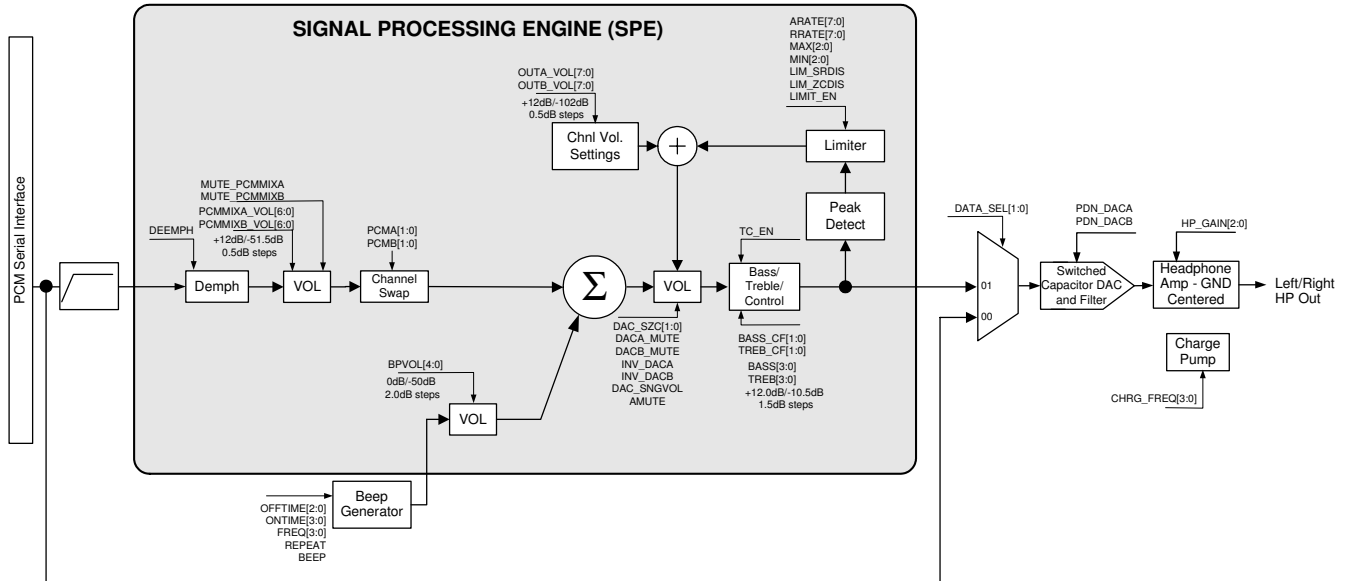 SIGNAL PROCESSING ENGINE (SPE)
PCM Serial Interface
ARATE[7:0]
RRATE[7:0]
MAX[2:0]
MIN[2:0]
LIM_SRDIS
LIM_ZCDIS
LIMIT_EN
OUTA_VOL[7:0]
OUTB_VOL[7:0]
+12dB/-102dB
0.5dB steps
Chnl Vol.
Settings
+
Limiter
Peak
Detect
MUTE_PCMMIXA
MUTE_PCMMIXB
PCMMIXA_VOL[6:0]
PCMMIXB_VOL[6:0]
+12dB/-51.5dB
0.5dB steps
DEEMPH
PCMA[1:0]
PCMB[1:0]
TC_EN
Demph
VOL
Channel
Swap
Σ
VOL
Bass/
Treble/
Control
DAC_SZC[1:0]
DACA_MUTE
DACB_MUTE
INV_DACA
INV_DACB
DAC_SNGVOL
AMUTE
BASS_CF[1:0]
TREB_CF[1:0]
BASS[3:0]
TREB[3:0]
+12.0dB/-10.5dB
1.5dB steps
BPVOL[4:0]
0dB/-50dB
2.0dB steps
VOL
Beep
Generator
OFFTIME[2:0]
ONTIME[3:0]
FREQ[3:0]
REPEAT
BEEP
DATA_SEL[1:0]
01
00
PDN_DACA
PDN_DACB
Switched
Capacitor DAC
and Filter
HP_GAIN[2:0]
Headphone
Amp - GND
Centered
Left/Right
HP Out
Charge
Pump
CHRG_FREQ[3:0]